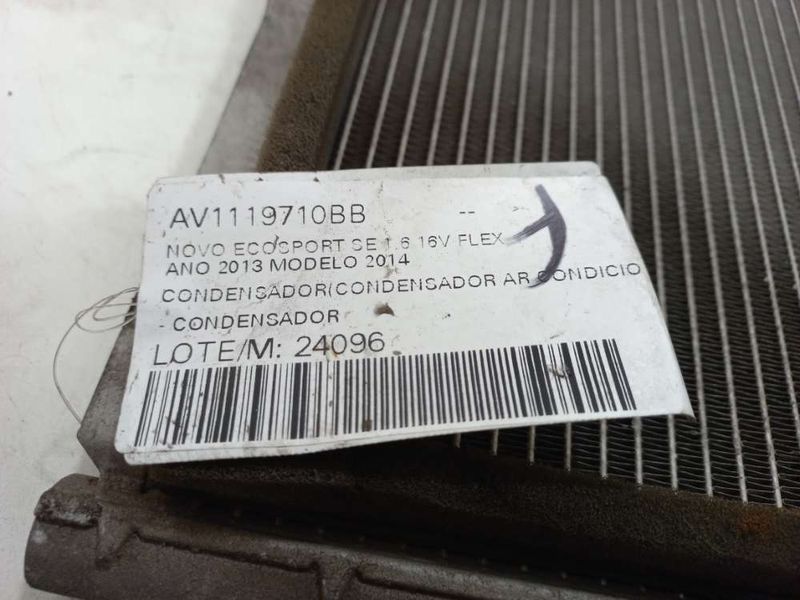 AV1119710BB --
NOVO ECOSPORT SE 1.6 16V FLEX
ANO 2013 MODELO 2014
CONDENSADOR(CONDENSADOR AR CONDICIO
- CONDENSADOR
LOTE/M: 24096